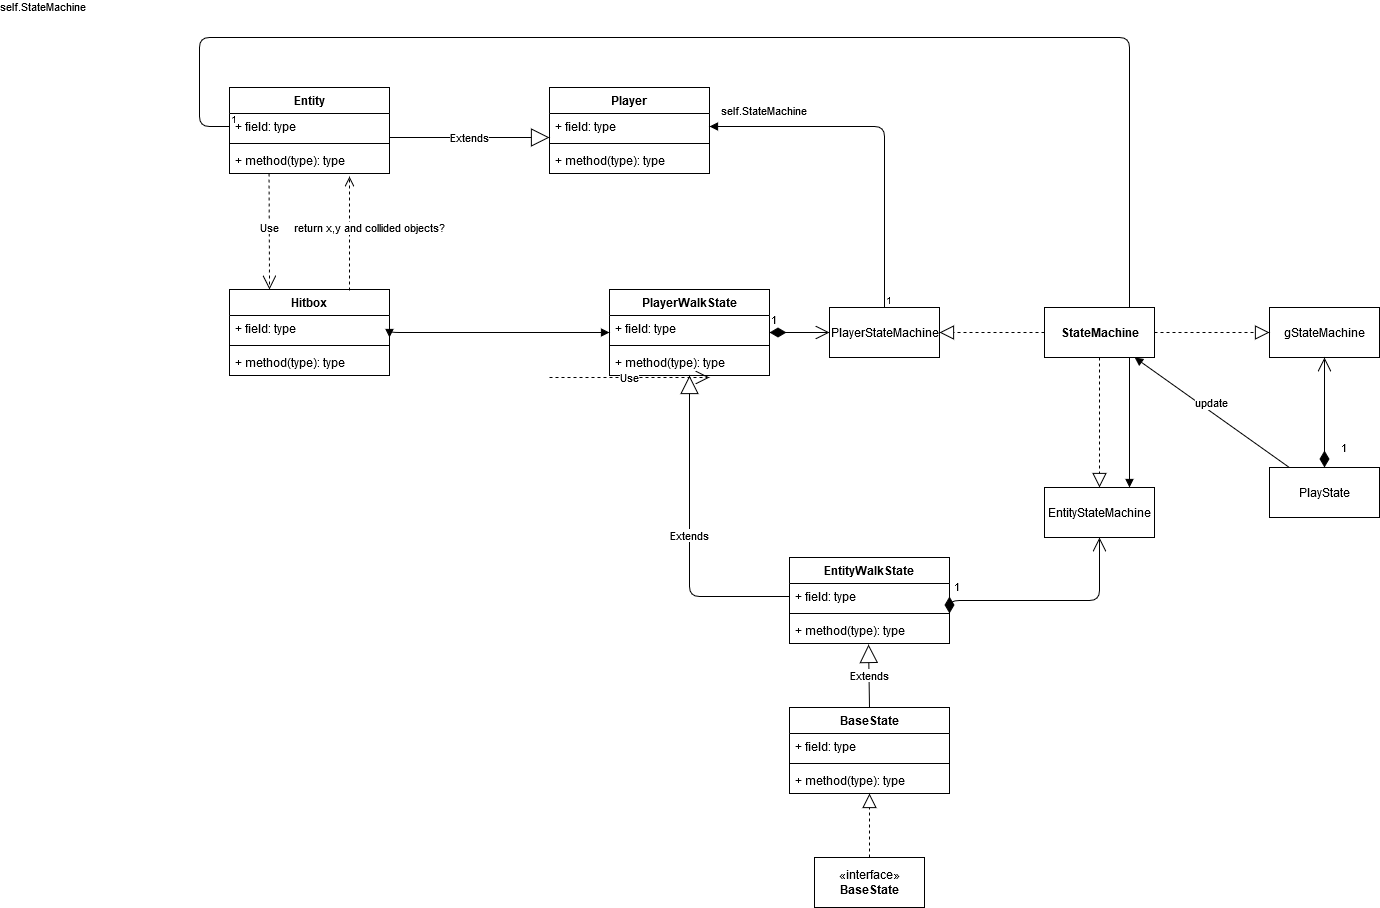 self.StateMachine
Entity
1
+ field: type
+ method(type): type
Extends
Player
+ field: type
+ method(type): type
self.StateMachine
Use
return x,y and collided objects?
Hitbox
+ field: type
+ method(type): type
PlayerWalkState
+ field: type
+ method(type): type
Use
1
1
PlayerStateMachine
StateMachine
gStateMachine
update
1
PlayState
EntityStateMachine
Extends
EntityWalkState
+ field: type
+ method(type): type
1
Extends
BaseState
+ field: type
+ method(type): type
«interface»
BaseState